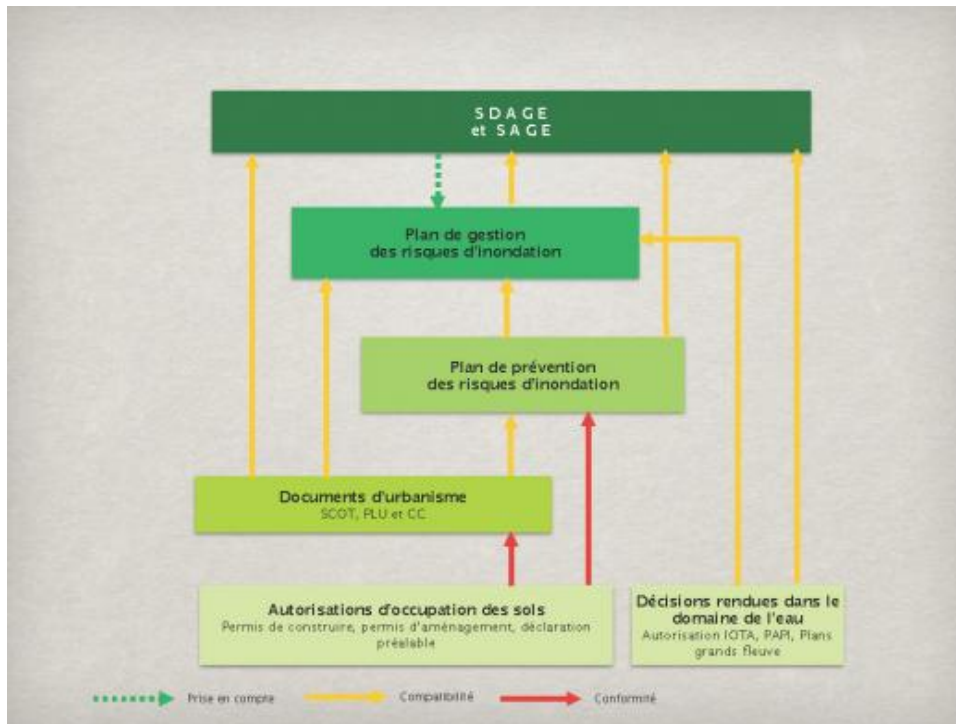 SDAGE
et SAGE
Plan de gestion
des risques d'inondation
Plan de prévention
des risques d'inondation
Documents d'urbanisme
SCOT, PLU et CC
Autorisations d'occupation des sols
Permis de construire, permis d'aménagement, déclaration
préalable
Décisions rendues dans le
domaine de l'eau
Autorisation IOTA, PAPI, Plans
grands fleuve
Prise en compte
Compatibilité
Conformité